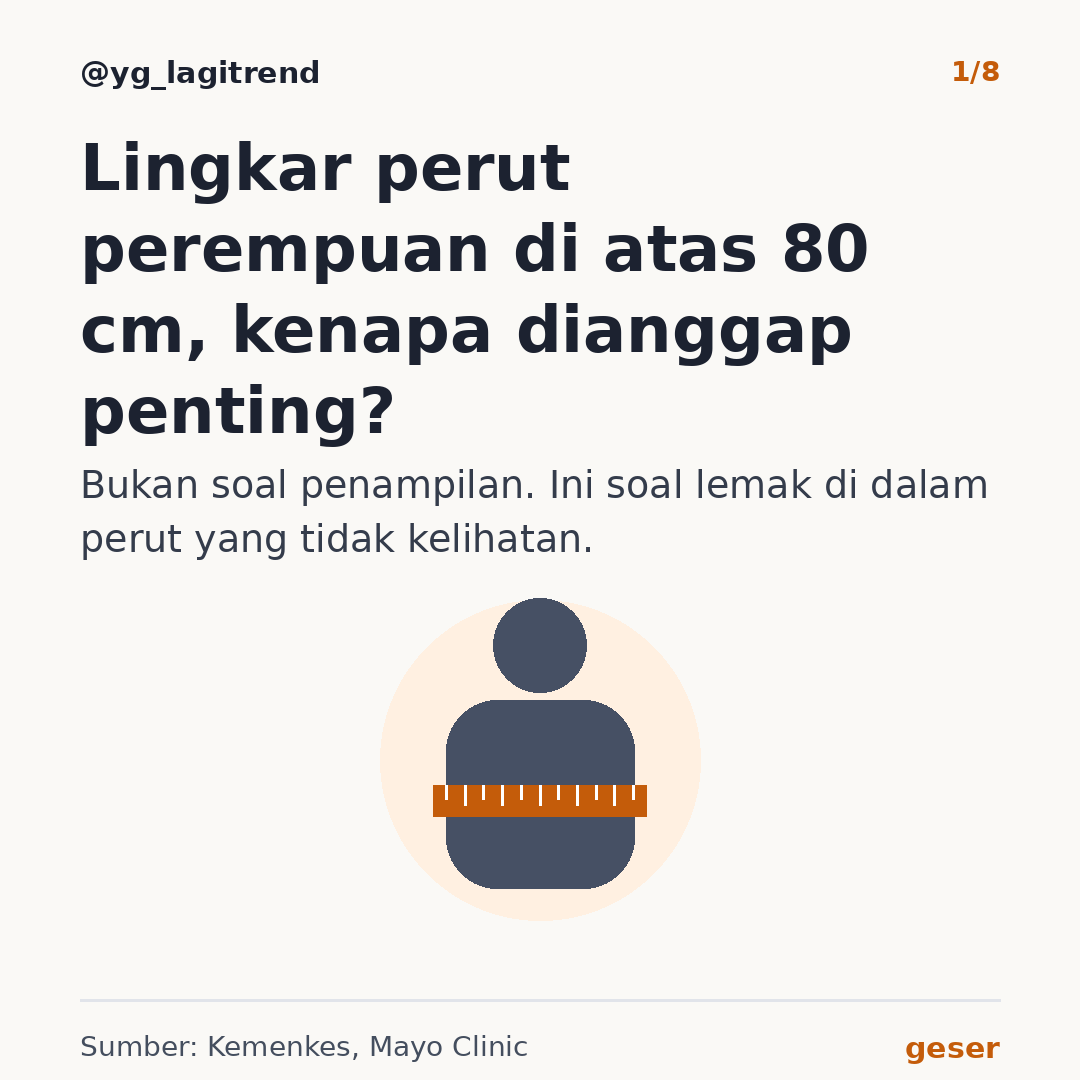 @yg_lagitrend
1/8
Lingkar perut
perempuan di atas 80
cm, kenapa dianggap
penting?
Bukan soal penampilan. Ini soal lemak di dalam
perut yang tidak kelihatan.
Sumber: Kemenkes, Mayo Clinic
geser